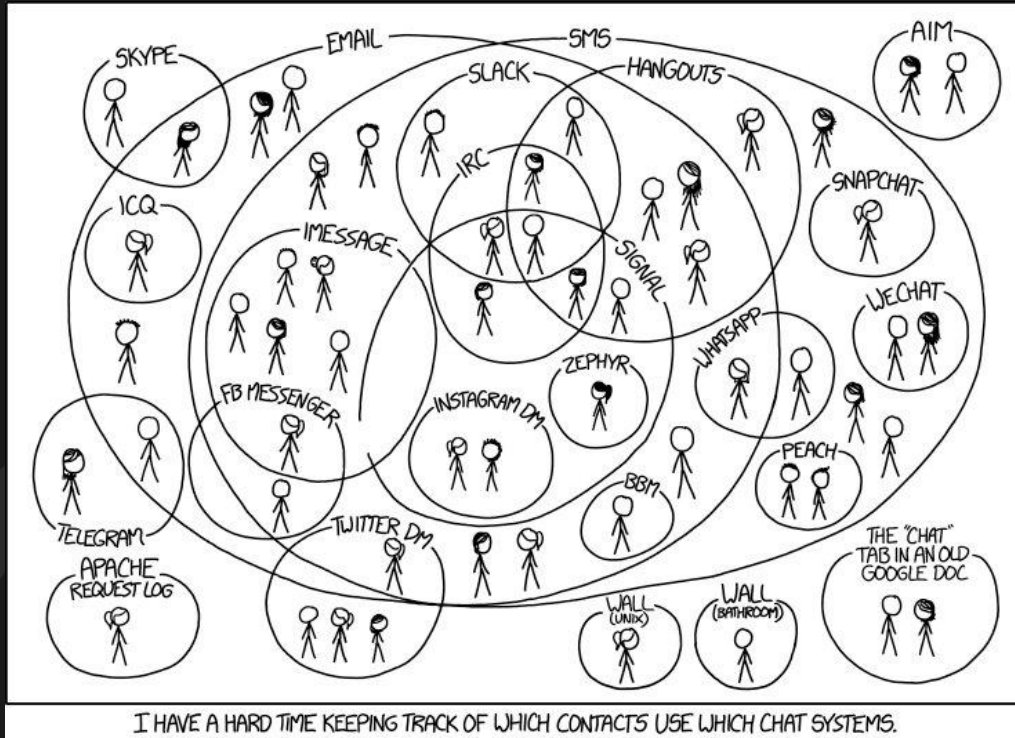 SKYPE
EMAIL
SMS
AIM
SLACK
HANGOUTS
IRC
ICQ
IMESSAGE
SIGNAL
SNAPCHAT
WECHAT
WHATSAPP
ZEPHYR
FB MESSENGER
INSTAGRAM DM
PEACH
BBM
TELEGRAM
TWITTER DM
THE "CHAT"
TAB IN AN OLD
GOOGLE DOC
APACHE
REQUEST LOG
WALL
(UNIX)
WALL
(BATHROOM)
I HAVE A HARD TIME KEEPING TRACK OF WHICH CONTACTS USE WHICH CHAT SYSTEMS.